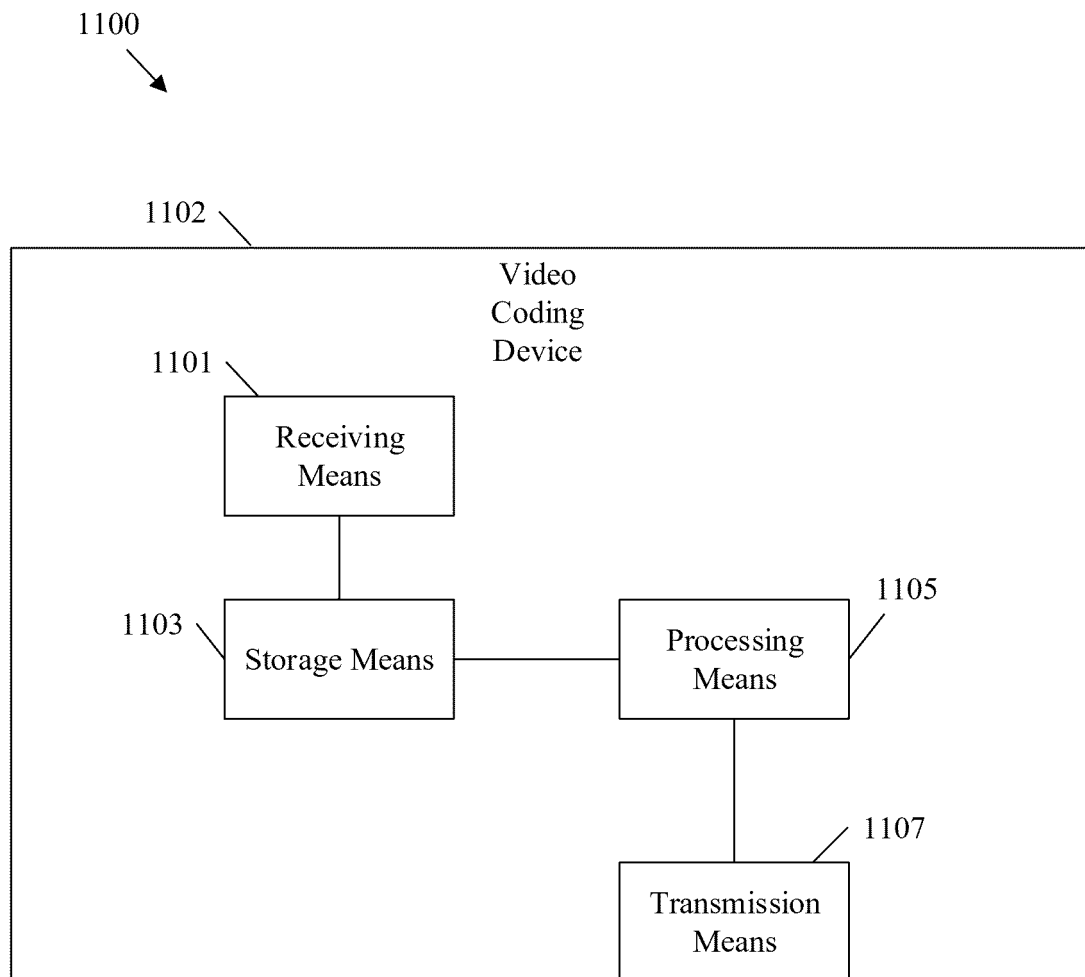 1100
1102
Video
Coding
Device
1101
Receiving
Means
1103
Storage Means
1105
Processing
Means
1107
Transmission
Means